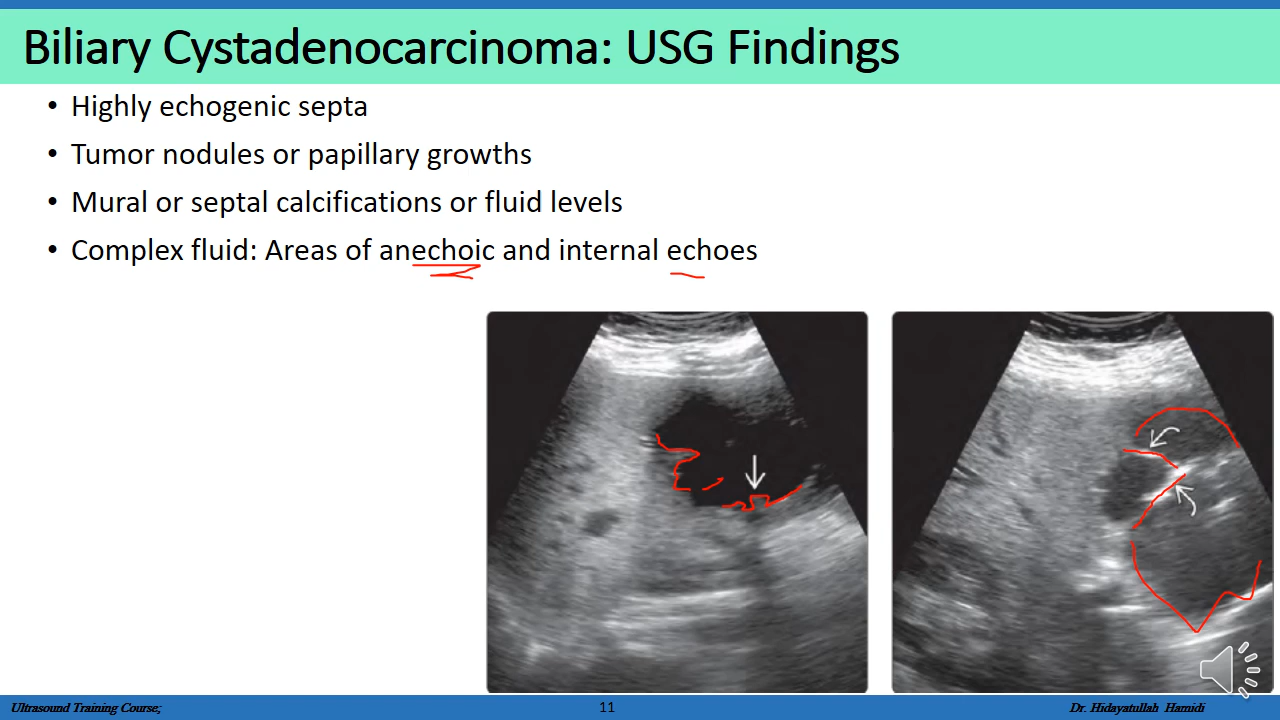 Biliary Cystadenocarcinoma: USG Findings
• Highly echogenic septa
• Tumor nodules or papillary growths
• Mural or septal calcifications or fluid levels
• Complex fluid: Areas of anechoic and internal echoes
Ultrasound Training Course; 11 Dr. Hidayatullah Hamidi